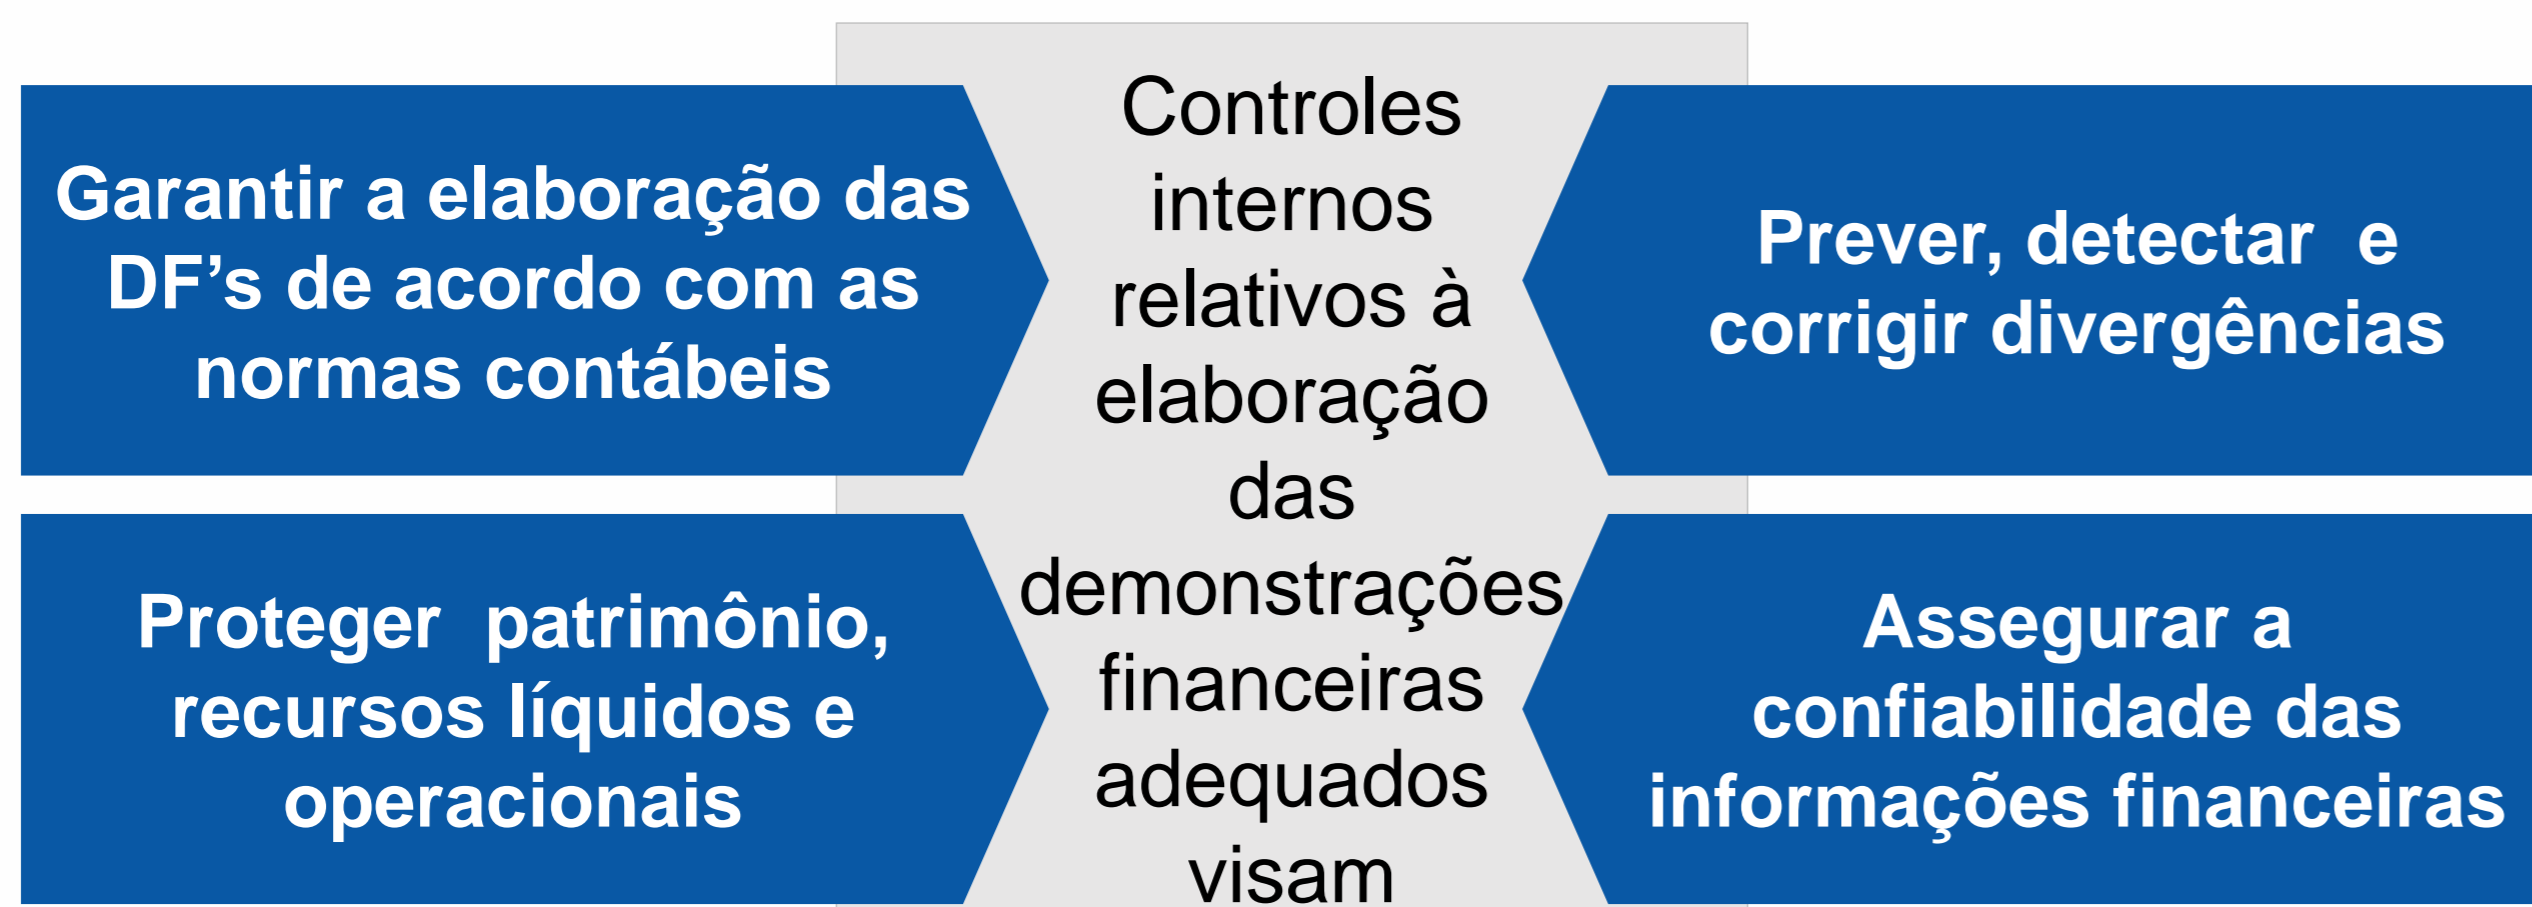 Garantir a elaboração das
DF’s de acordo com as
normas contábeis
Proteger  patrimônio,
recursos líquidos e
operacionais
Controles
internos
relativos à
elaboração
das
demonstrações
financeiras
adequados
visam
Prever, detectar  e
corrigir divergências
Assegurar a
confiabilidade das
informações financeiras